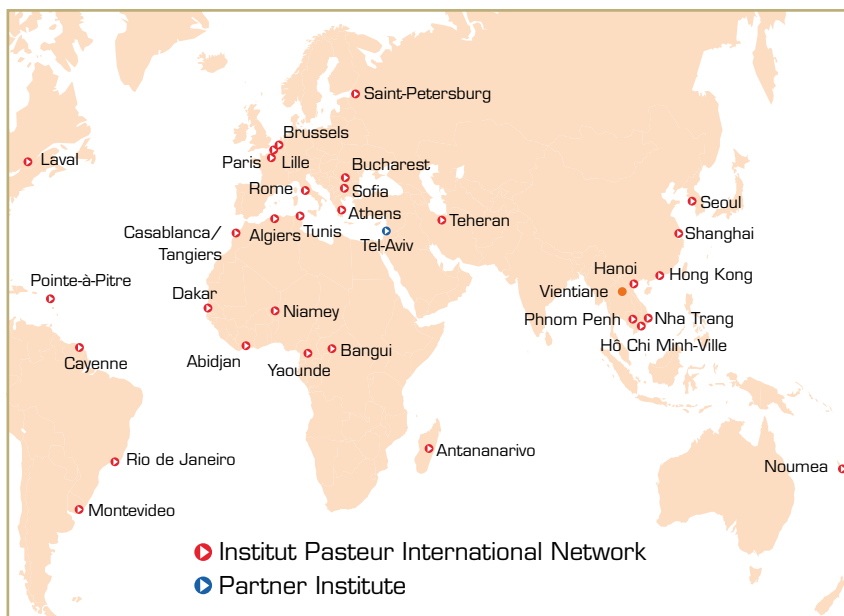 Saint-Petersburg
Brussels
Laval
Paris
Lille
Bucharest
Rome
Sofia
Seoul
Athens
Teheran
Casablanca/
Tangiers
Algiers
Tunis
Tel-Aviv
Shanghai
Pointe-à-Pitre
Hanoi
Hong Kong
Dakar
Vientiane
Niamey
Phnom Penh
Nha Trang
Hô Chi Minh-Ville
Cayenne
Abidjan
Yaounde
Bangui
Rio de Janeiro
Antananarivo
Noumea
Montevideo
Institut Pasteur International Network
Partner Institute